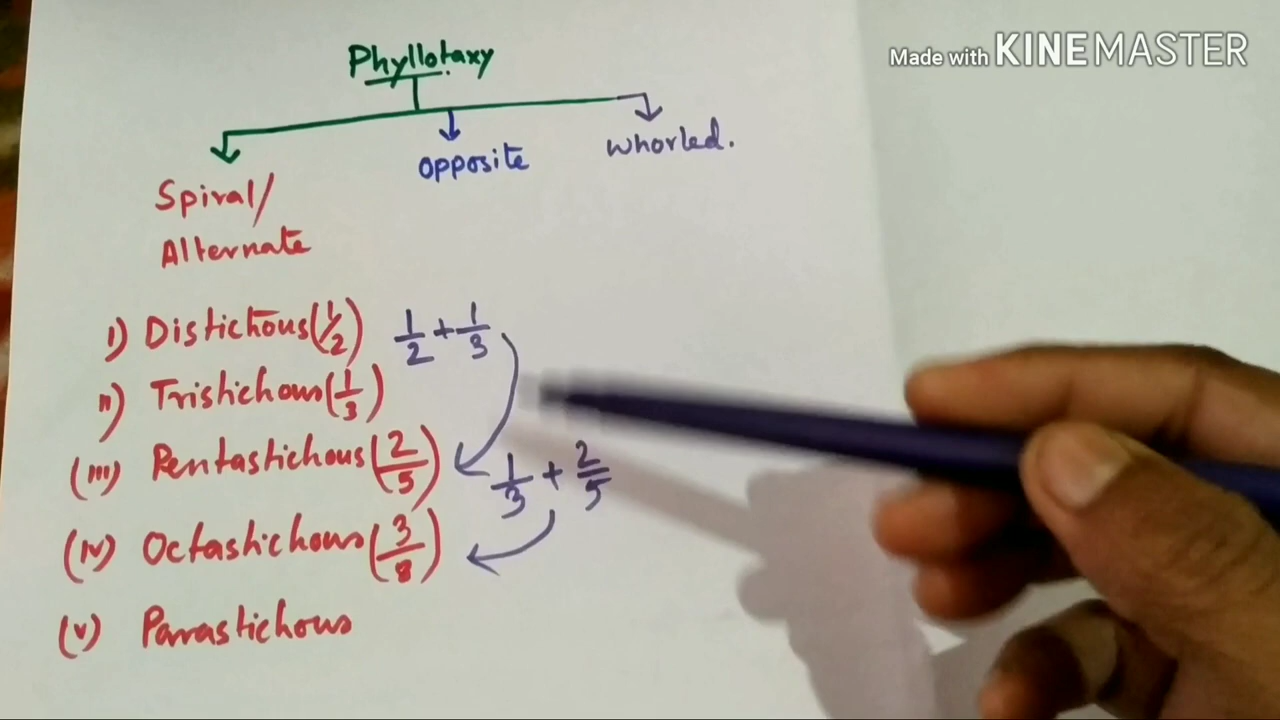 Made with KINEMASTER
Phyllotaxy
Spiral/
Alternate
opposite
whorled.
i) Distichous (1/2) 1/2 + 1/3
ii) Tristichous (1/3)
(iii) Pentastichous (2/5) 1/3 + 2/5
(iv) Octastichous (3/8)
(v) Parastichous